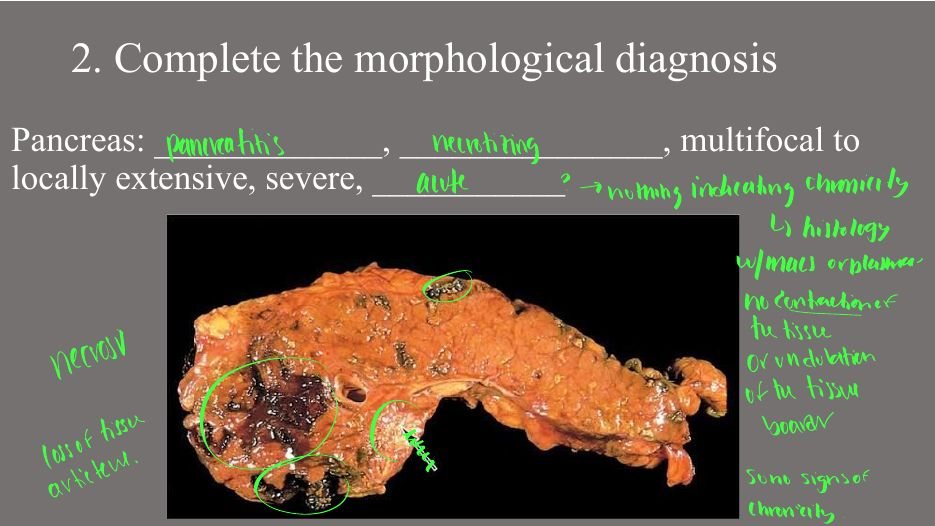 2. Complete the morphological diagnosis
Pancreas: pancreatitis, necrotizing, multifocal to
locally extensive, severe, acute ? → nothing indicating chronicity
↳ histology
w/macs or plasma
no contraction of
the tissue
or undulation
of the tissue
necrosis
loss of tissue
some signs of
chronicity